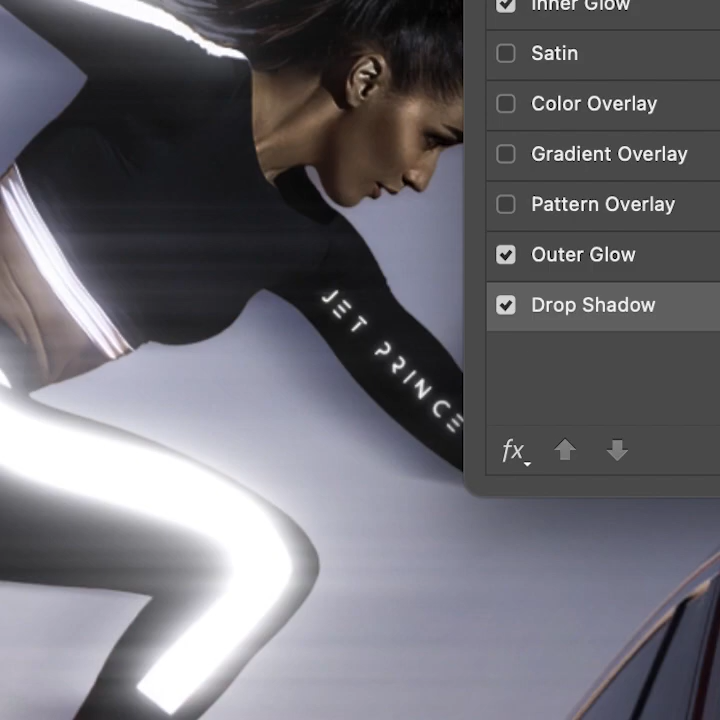 Inner Glow
Satin
Color Overlay
Gradient Overlay
Pattern Overlay
Outer Glow
Drop Shadow
fx
JET PRINCE